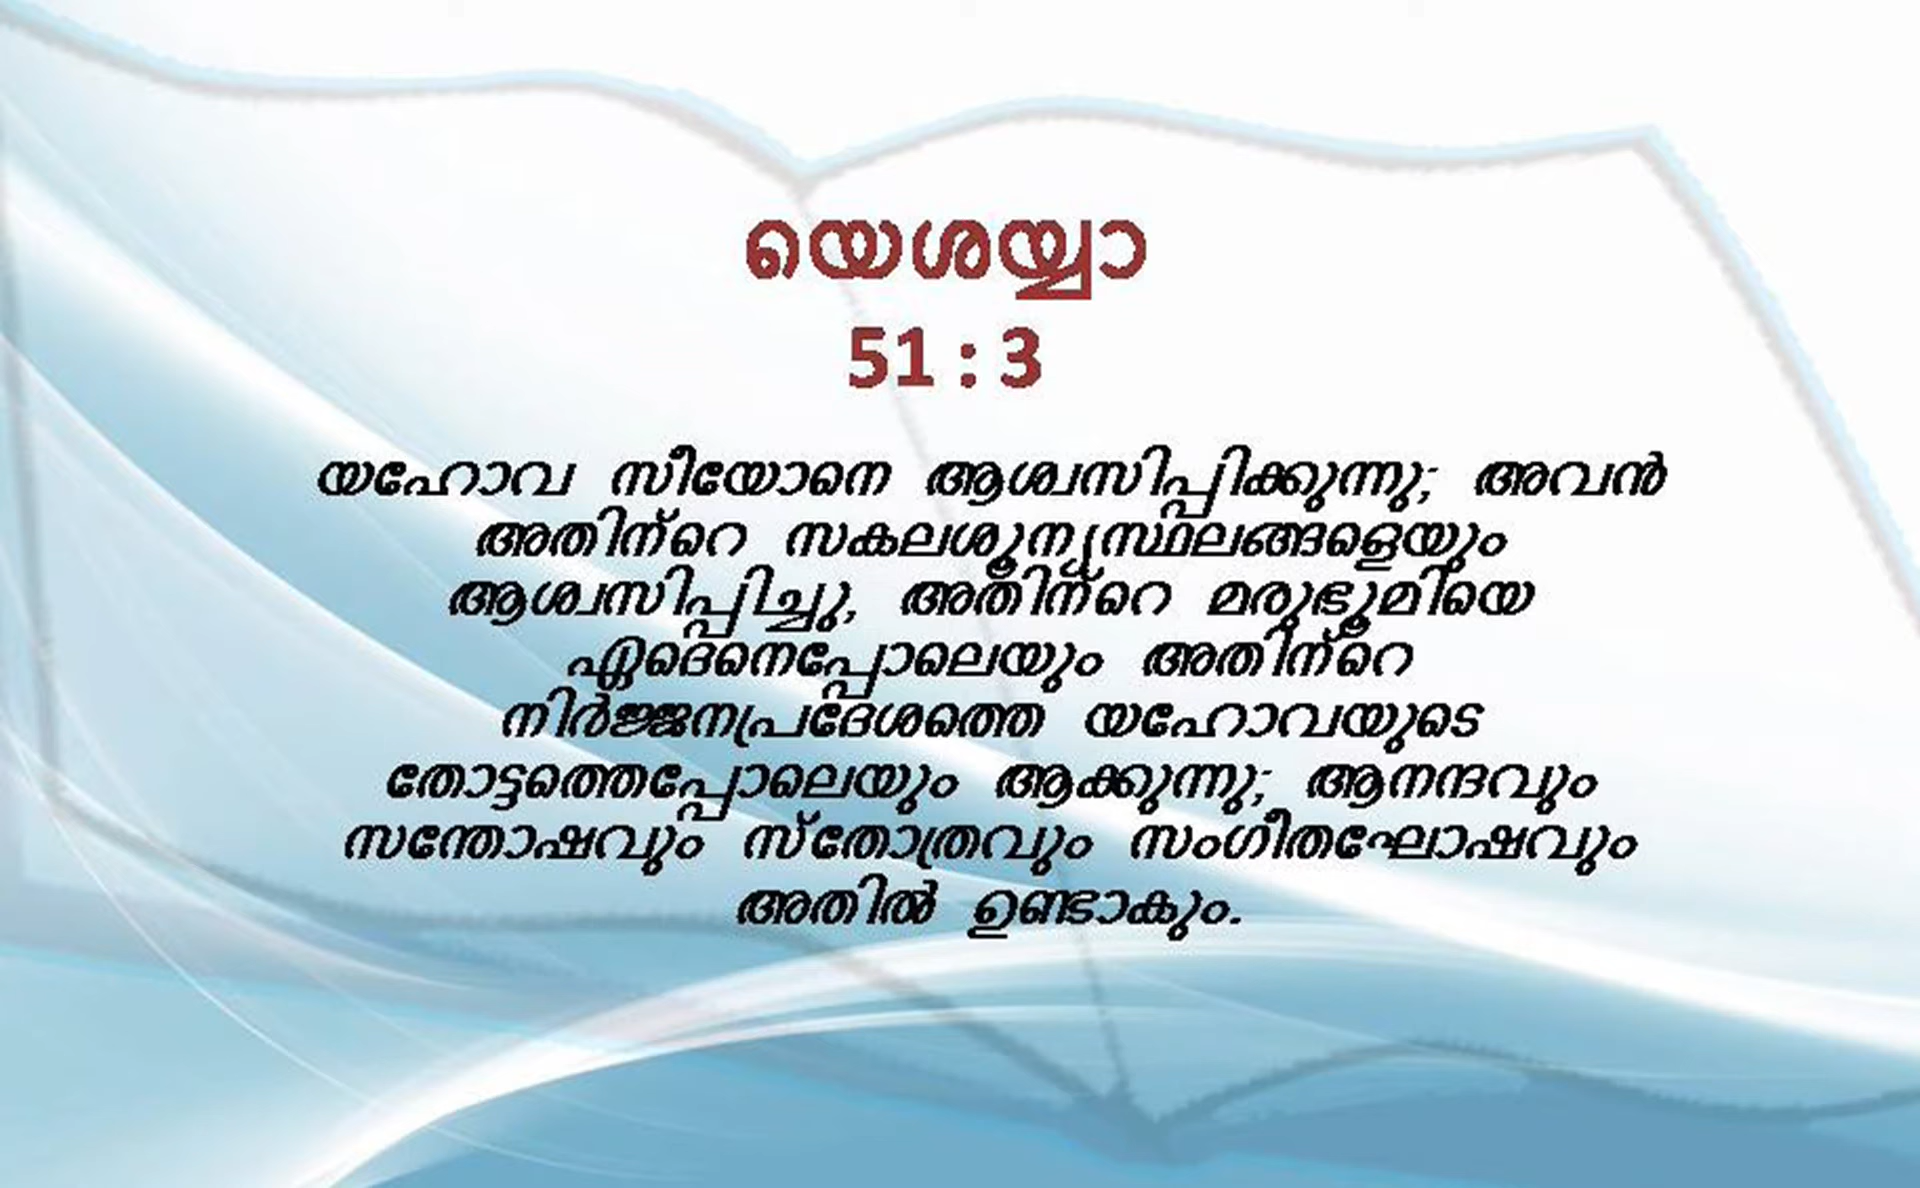 യെശയ്യാ
51 : 3
യഹോവ സീയോനെ ആശ്വസിപ്പിക്കുന്നു; അവൻ
അതിന്റെ സകലശൂന്യസ്ഥലങ്ങളെയും
ആശ്വസിപ്പിച്ചു, അതിന്റെ മരുഭൂമിയെ
ഏദെനെപ്പോലെയും അതിന്റെ
നിർജ്ജനപ്രദേശത്തെ യഹോവയുടെ
തോട്ടത്തെപ്പോലെയും ആക്കുന്നു; ആനന്ദവും
സന്തോഷവും സ്തോത്രവും സംഗീതഘോഷവും
അതിൽ ഉണ്ടാകും.